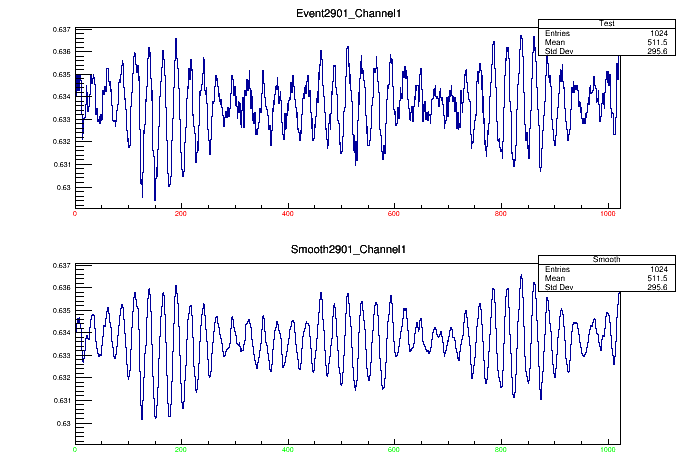 Event2901_Channel1
Test
Entries 1024
Mean 511.5
Std Dev 295.6
0.637
0.636
0.635
0.634
0.633
0.632
0.631
0.63
0 200 400 600 800 1000
Smooth2901_Channel1
Smooth
Entries 1024
Mean 511.5
Std Dev 295.6
0.637
0.636
0.635
0.634
0.633
0.632
0.631
0.63
0 200 400 600 800 1000